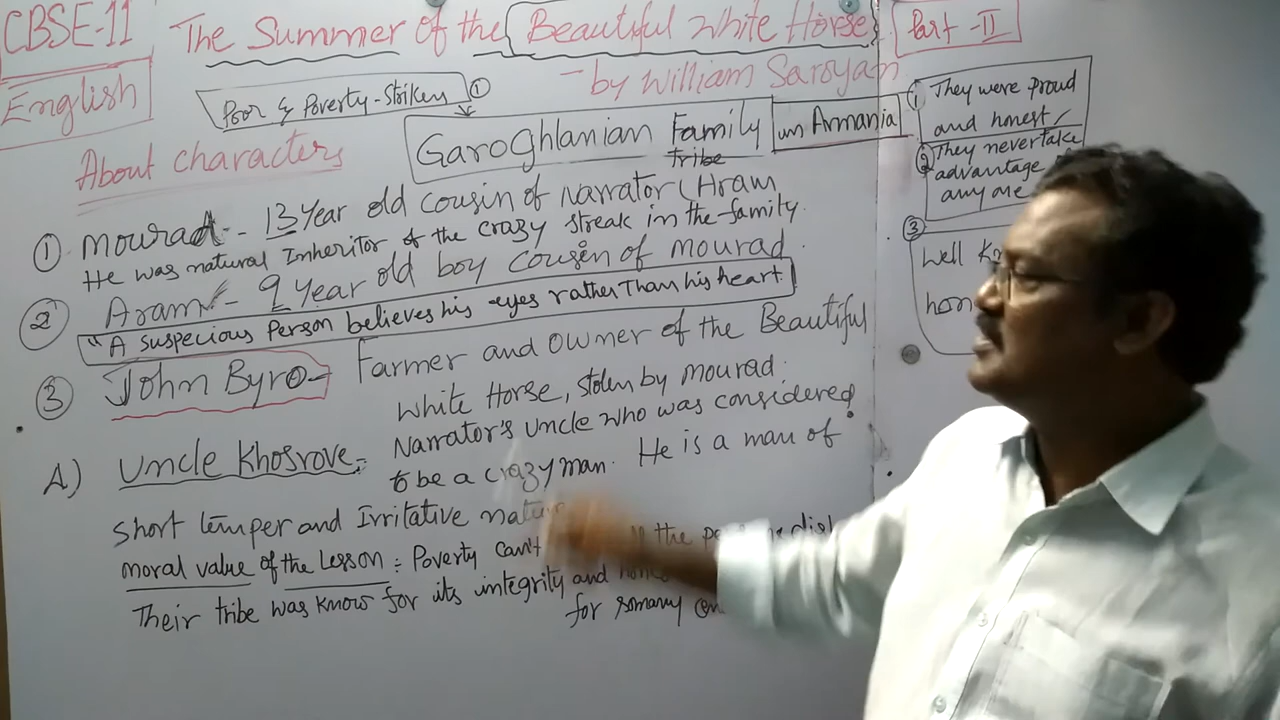 CBSE-11
English
The Summer of the Beautiful White Horse
Part - II
- by William Saroyan
Poor & Poverty-Striken ①
Garoghlanian Family
Tribe
in Armania
About characters
① mourad - 13 Year old cousin of Narrator (Aram
He was natural Inheritor of the crazy streak in the family.
② Aram - 9 Year old boy cousin of mourad.
"A suspecious Person believes his eyes rather Than his heart.
③ John Byro - Farmer and owner of the Beautiful
White Horse, stolen by mourad.
A) Uncle Khosrove - Narrator's Uncle who was considered
to be a crazy man. He is a man of
short temper and Irritative
moral value of the Lesson : Poverty can't the
Their tribe was know for its integrity and
for somany
① They were proud
and honest
② They never take
advantage
any one
③
Well